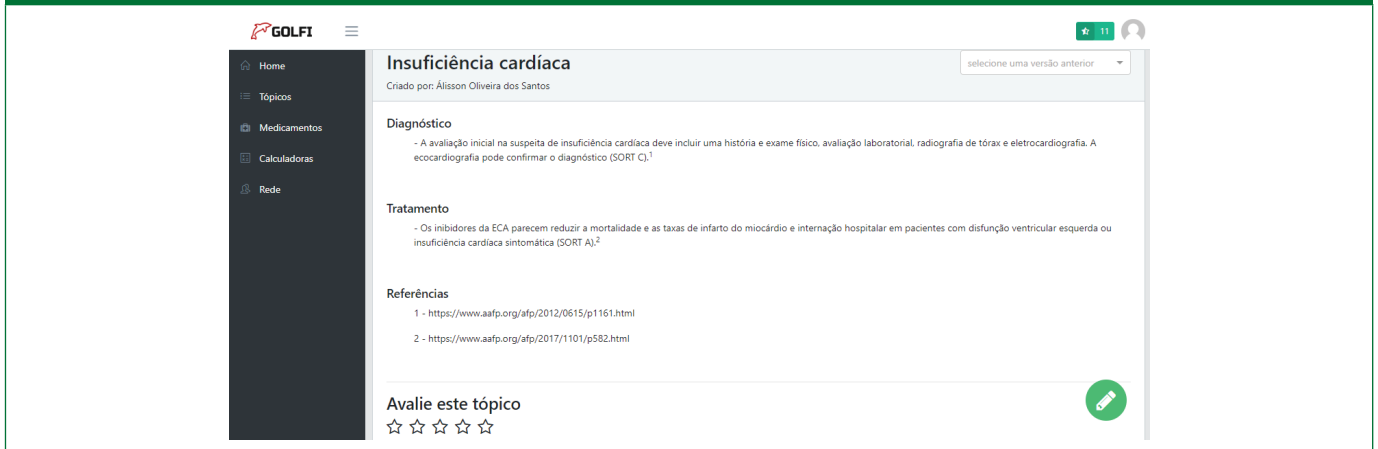 GOLFI
11
Home
Tópicos
Medicamentos
Calculadoras
Rede
Insuficiência cardíaca
selecione uma versão anterior
Criado por: Álisson Oliveira dos Santos
Diagnóstico
- A avaliação inicial na suspeita de insuficiência cardíaca deve incluir uma história e exame físico, avaliação laboratorial, radiografia de tórax e eletrocardiografia. A
ecocardiografia pode confirmar o diagnóstico (SORT C).1
Tratamento
- Os inibidores da ECA parecem reduzir a mortalidade e as taxas de infarto do miocárdio e internação hospitalar em pacientes com disfunção ventricular esquerda ou
insuficiência cardíaca sintomática (SORT A).2
Referências
1 - https://www.aafp.org/afp/2012/0615/p1161.html
2 - https://www.aafp.org/afp/2017/1101/p582.html
Avalie este tópico